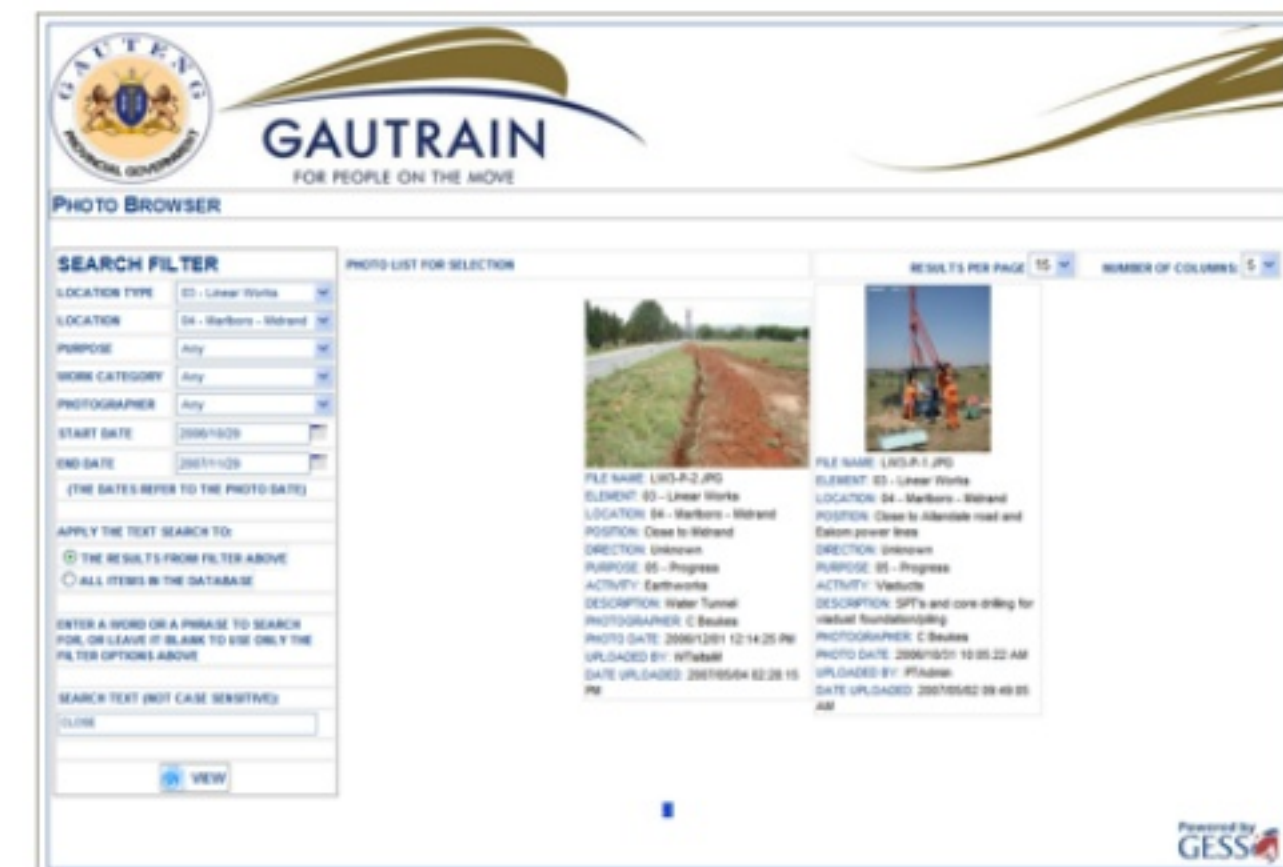 GAUTENG
PROVINCIAL GOVERNMENT
GAUTRAIN
FOR PEOPLE ON THE MOVE
PHOTO BROWSER
SEARCH FILTER
LOCATION TYPE 03 - Linear Works
LOCATION 04 - Marlboro - Midrand
PURPOSE Any
WORK CATEGORY Any
PHOTOGRAPHER Any
START DATE 2006/10/29
END DATE 2007/11/29
(THE DATES REFER TO THE PHOTO DATE)
APPLY THE TEXT SEARCH TO:
THE RESULTS FROM FILTER ABOVE
ALL ITEMS IN THE DATABASE
ENTER A WORD OR A PHRASE TO SEARCH
FOR, OR LEAVE IT BLANK TO USE ONLY THE
FILTER OPTIONS ABOVE
SEARCH TEXT (NOT CASE SENSITIVE):
CLOSE
VIEW
PHOTO LIST FOR SELECTION
RESULTS PER PAGE 15
NUMBER OF COLUMNS: 5
FILE NAME: LW3-P-2.JPG
ELEMENT: 03 - Linear Works
LOCATION: 04 - Marlboro - Midrand
POSITION: Close to Midrand
DIRECTION: Unknown
PURPOSE: 05 - Progress
ACTIVITY: Earthworks
DESCRIPTION: Water Tunnel
PHOTOGRAPHER: C Beukes
PHOTO DATE: 2006/12/01 12:14:25 PM
UPLOADED BY:
DATE UPLOADED: 2007/05/04 02:28:15
PM
FILE NAME: LW3-P-1.JPG
ELEMENT: 03 - Linear Works
LOCATION: 04 - Marlboro - Midrand
POSITION: Close to Allandale road and
Eskom power lines
DIRECTION: Unknown
PURPOSE: 05 - Progress
ACTIVITY: Viaducts
DESCRIPTION: SPT's and core drilling for
viaduct foundation/piling
PHOTOGRAPHER: C Beukes
PHOTO DATE: 2006/10/31 10:05:22 AM
UPLOADED BY: PTAdmin
DATE UPLOADED: 2007/05/02 09:49:05
AM
Powered by
GESS